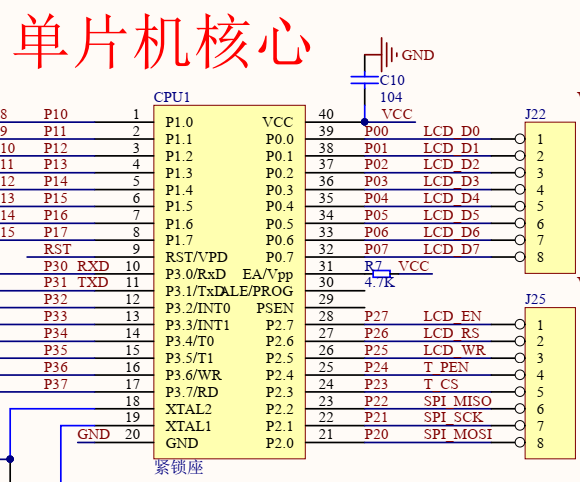 单片机核心
GND
C10
104
CPU1
J22
8 P10 1 P1.0 VCC 40 VCC
9 P11 2 P1.1 P0.0 39 P00 LCD_D0 1
10 P12 3 P1.2 P0.1 38 P01 LCD_D1 2
11 P13 4 P1.3 P0.2 37 P02 LCD_D2 3
12 P14 5 P1.4 P0.3 36 P03 LCD_D3 4
13 P15 6 P1.5 P0.4 35 P04 LCD_D4 5
14 P16 7 P1.6 P0.5 34 P05 LCD_D5 6
15 P17 8 P1.7 P0.6 33 P06 LCD_D6 7
RST 9 RST/VPD P0.7 32 P07 LCD_D7 8
P30 RXD 10 P3.0/RxD EA/Vpp 31 R7 VCC
4.7K
P31 TXD 11 P3.1/TxD ALE/PROG 30
P32 12 P3.2/INT0 PSEN 29
J25
P33 13 P3.3/INT1 P2.7 28 P27 LCD_EN 1
P34 14 P3.4/T0 P2.6 27 P26 LCD_RS 2
P35 15 P3.5/T1 P2.5 26 P25 LCD_WR 3
P36 16 P3.6/WR P2.4 25 P24 T_PEN 4
P37 17 P3.7/RD P2.3 24 P23 T_CS 5
18 XTAL2 P2.2 23 P22 SPI_MISO 6
19 XTAL1 P2.1 22 P21 SPI_SCK 7
GND 20 GND P2.0 21 P20 SPI_MOSI 8
紧锁座